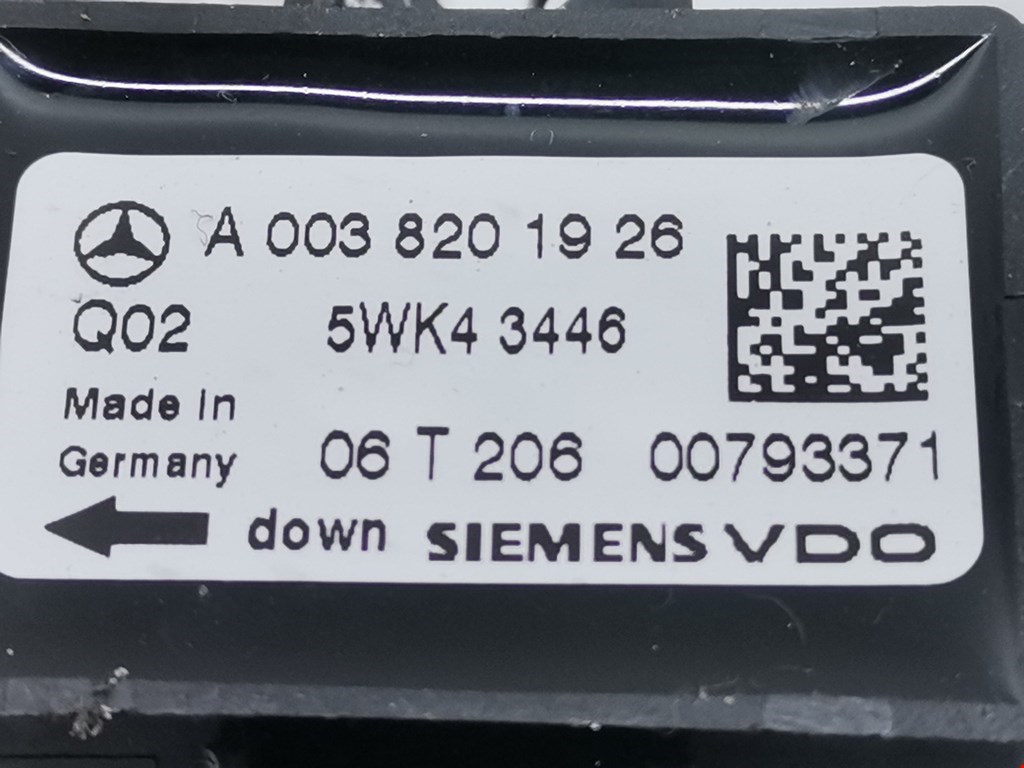 A 003 820 19 26
Q02 5WK4 3446
Made in
Germany 06 T 206 00793371
down SIEMENS VDO